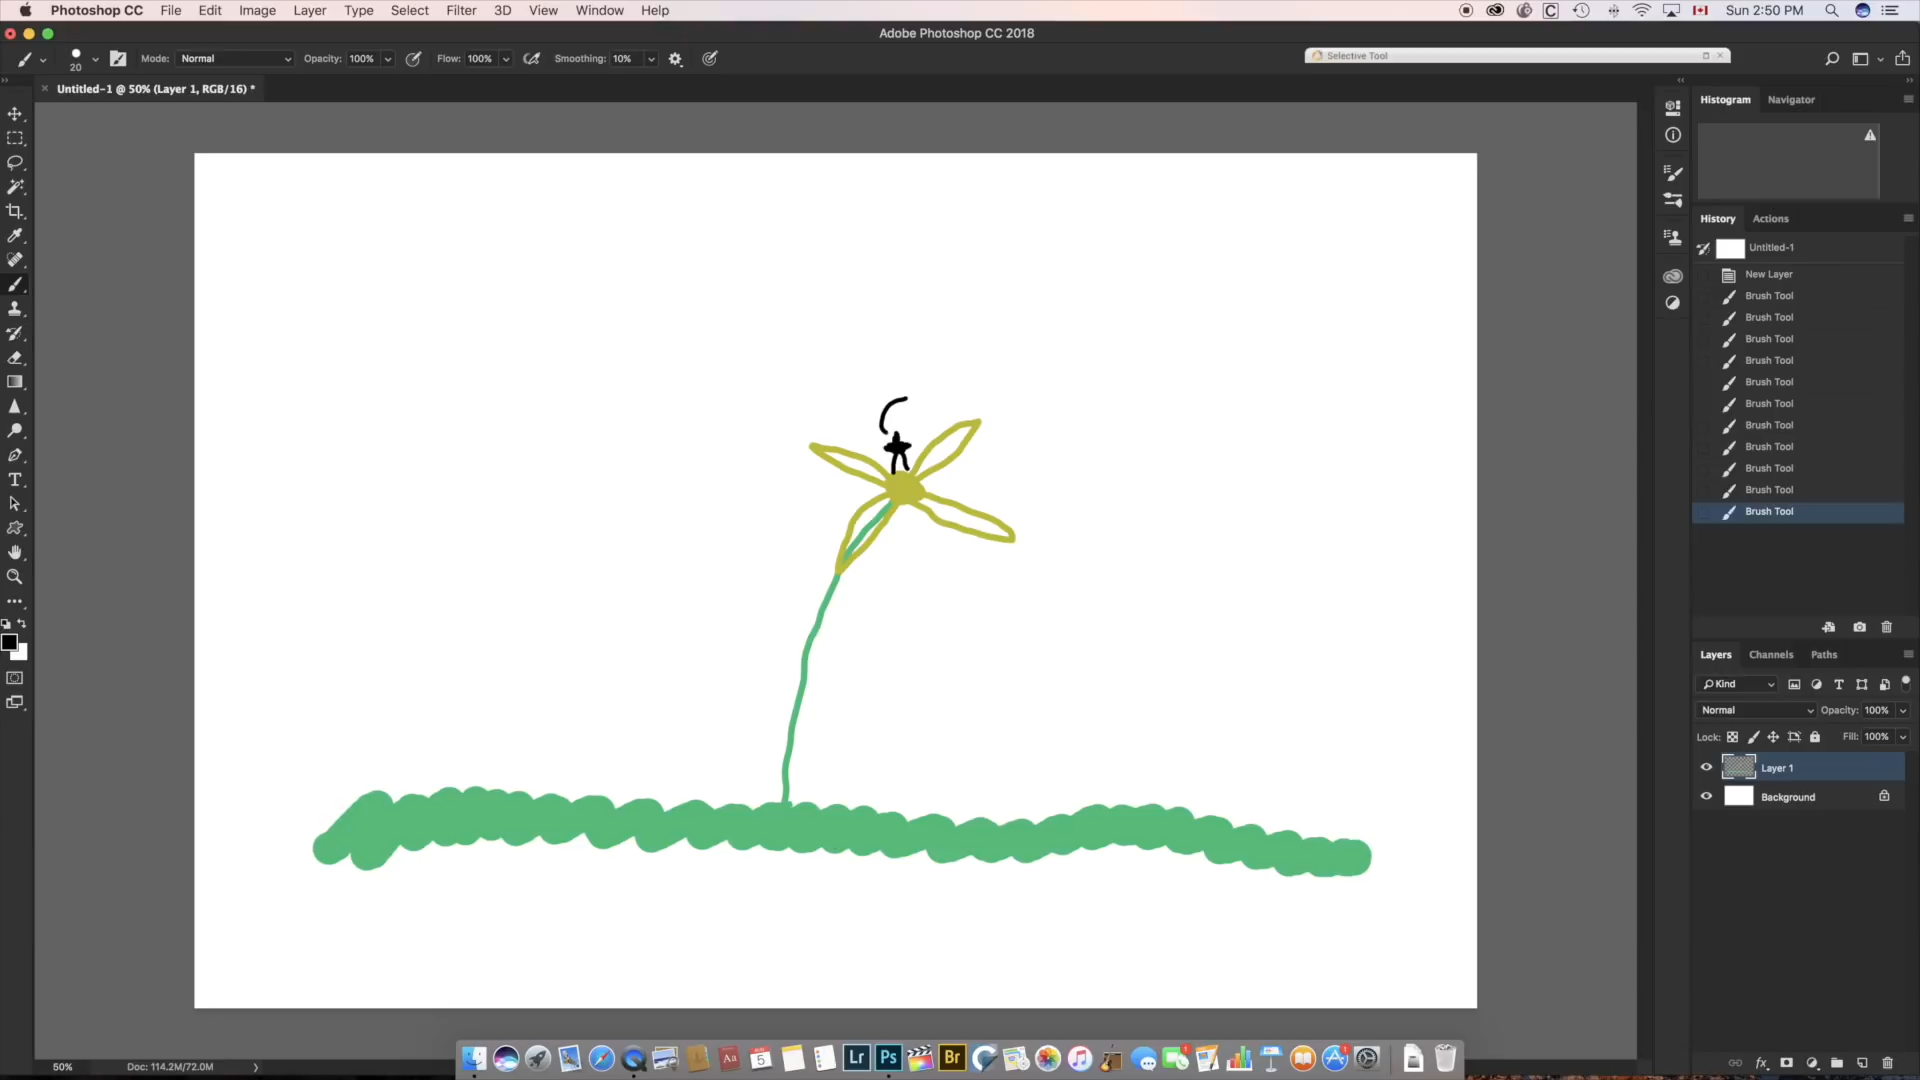 Photoshop CC File Edit Image Layer Type Select Filter 3D View Window Help Sun 2:50 PM
Adobe Photoshop CC 2018
20 Mode: Normal Opacity: 100% Flow: 100% Smoothing: 10% Selective Tool
Untitled-1 @ 50% (Layer 1, RGB/16) *
Histogram Navigator
History Actions
Untitled-1
New Layer
Brush Tool
Brush Tool
Brush Tool
Brush Tool
Brush Tool
Brush Tool
Brush Tool
Brush Tool
Brush Tool
Brush Tool
Brush Tool
Layers Channels Paths
Kind
Normal Opacity: 100%
Lock: Fill: 100%
Layer 1
Background
50% Doc: 114.2M/72.0M
Aa 5 Lr Ps Br
fx